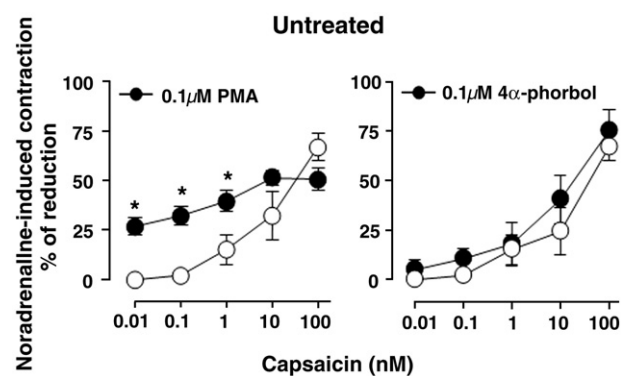 Untreated
Noradrenaline-induced contraction
% of reduction
100
75
50
25
0
0.1µM PMA
*
*
*
0.01 0.1 1 10 100
100
75
50
25
0
0.1µM 4α-phorbol
0.01 0.1 1 10 100
Capsaicin (nM)